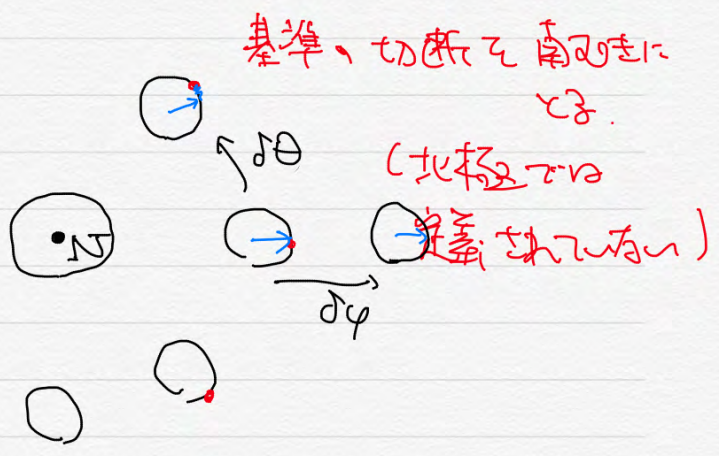 基準の切断を南向きに
とる.
(北極では
定義されていない)
δθ
N
δφ